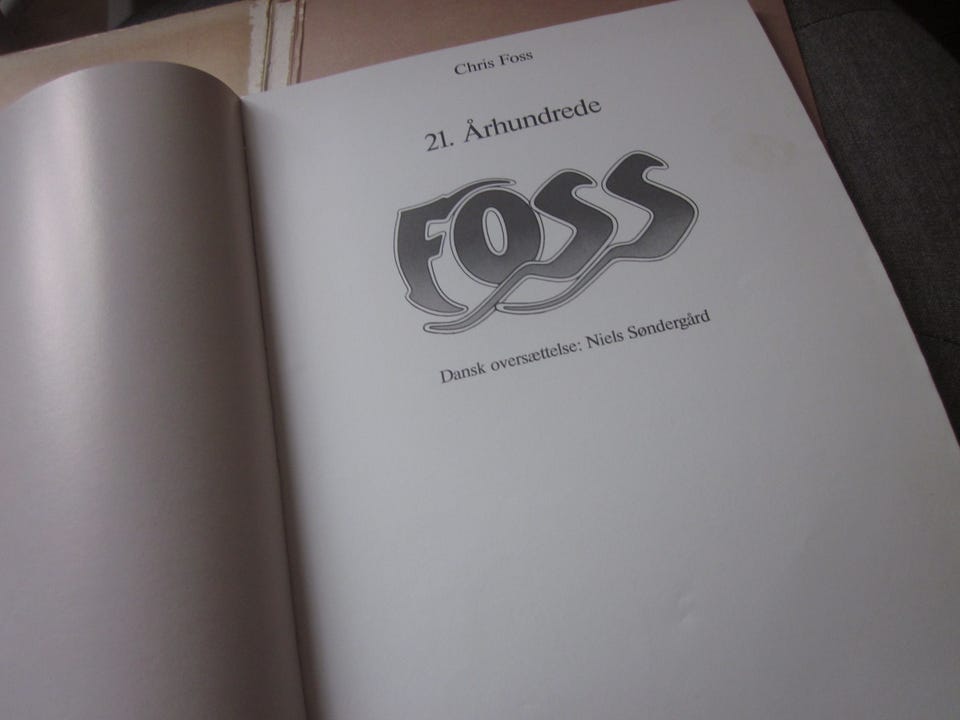 Chris Foss
21. Århundrede
FOSS
Dansk oversættelse: Niels Søndergård